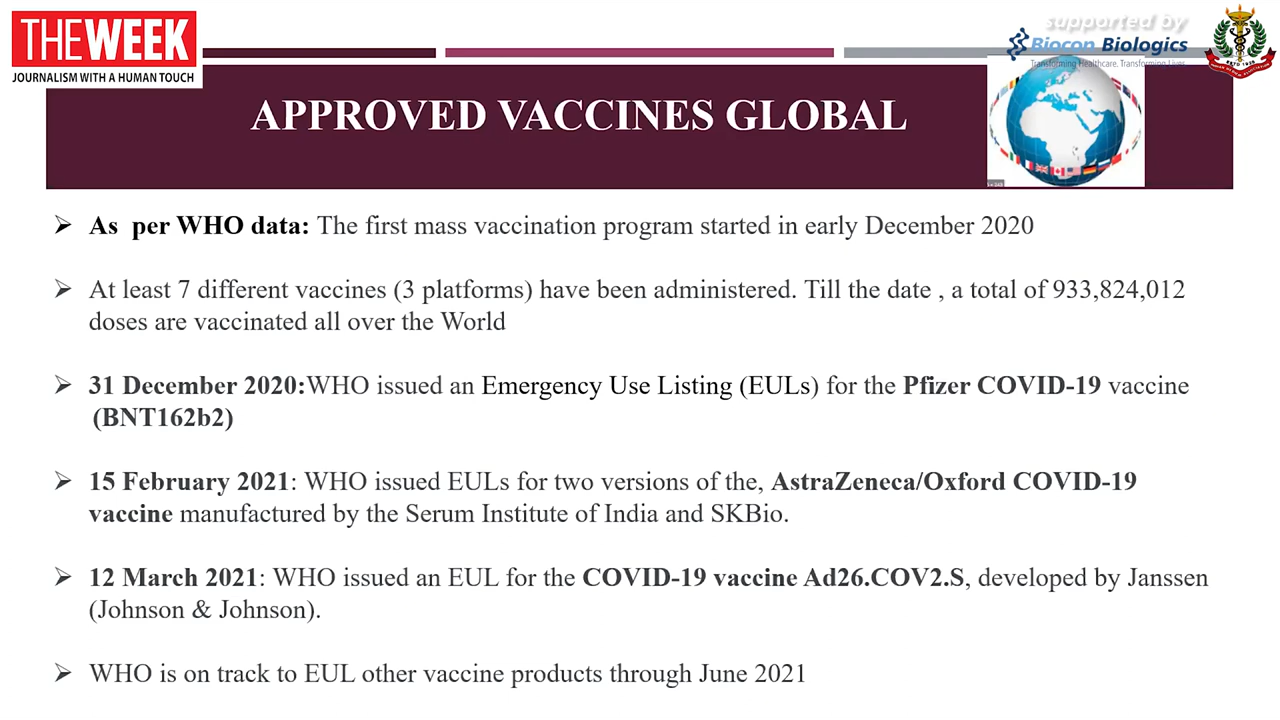 THE WEEK
JOURNALISM WITH A HUMAN TOUCH
supported by
Biocon Biologics
Transforming Healthcare. Transforming Lives.
APPROVED VACCINES GLOBAL
➢ As per WHO data: The first mass vaccination program started in early December 2020
➢ At least 7 different vaccines (3 platforms) have been administered. Till the date , a total of 933,824,012
doses are vaccinated all over the World
➢ 31 December 2020:WHO issued an Emergency Use Listing (EULs) for the Pfizer COVID-19 vaccine
(BNT162b2)
➢ 15 February 2021: WHO issued EULs for two versions of the, AstraZeneca/Oxford COVID-19
vaccine manufactured by the Serum Institute of India and SKBio.
➢ 12 March 2021: WHO issued an EUL for the COVID-19 vaccine Ad26.COV2.S, developed by Janssen
(Johnson & Johnson).
➢ WHO is on track to EUL other vaccine products through June 2021